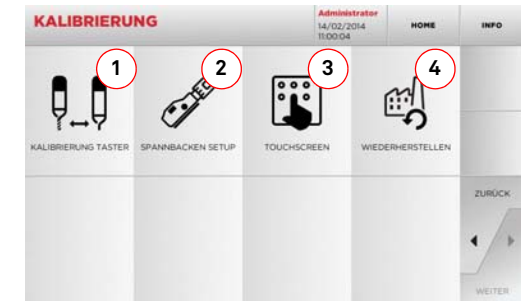 KALIBRIERUNG
Administrator
14/02/2014
11:00:04
HOME
INFO
1
2
3
4
KALIBRIERUNG TASTER
SPANNBACKEN SETUP
TOUCHSCREEN
WIEDERHERSTELLEN
ZURÜCK
WEITER